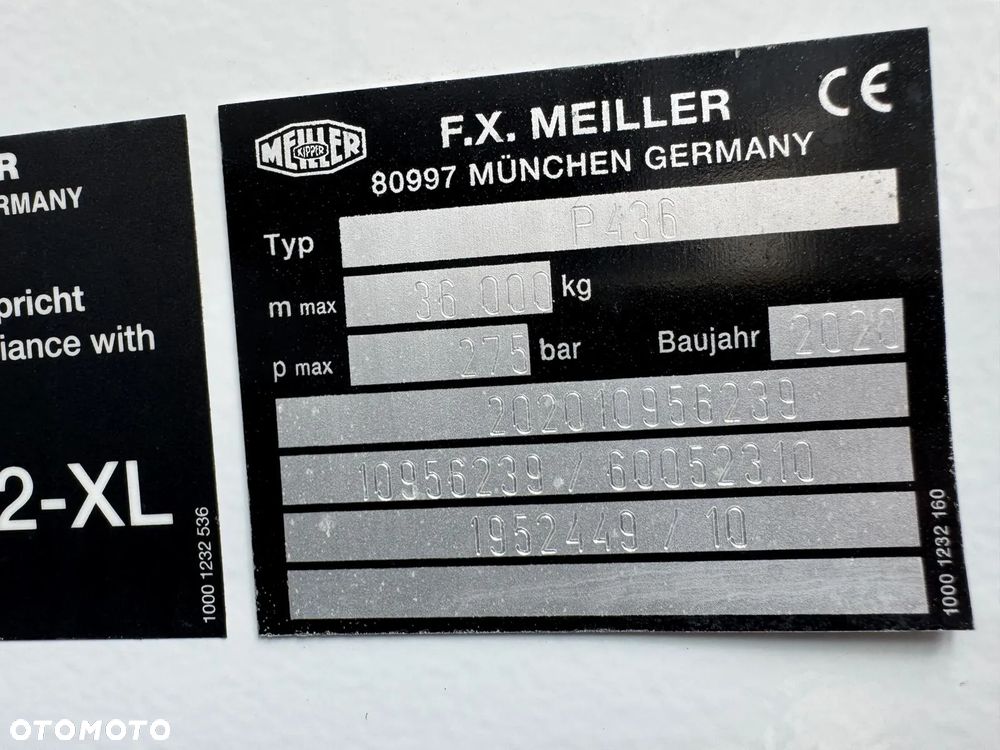 R
RMANY
pricht
iance with
2-XL
1000 1232 536
MEILLER
KIPPER
F.X. MEILLER
CE
80997 MÜNCHEN GERMANY
Typ P436
m max 36 000 kg
p max 275 bar Baujahr 2020
202010956239
10956239 / 60052310
1952449 / 10
1000 1232 160
OTOMOTO